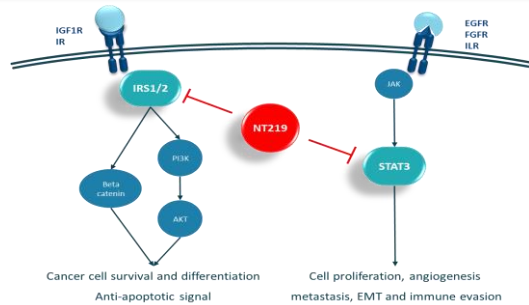 IGF1R
IR
EGFR
FGFR
ILR
IRS1/2
JAK
NT219
PI3K
STAT3
Beta
catenin
AKT
Cancer cell survival and differentiation
Anti-apoptotic signal
Cell proliferation, angiogenesis
metastasis, EMT and immune evasion